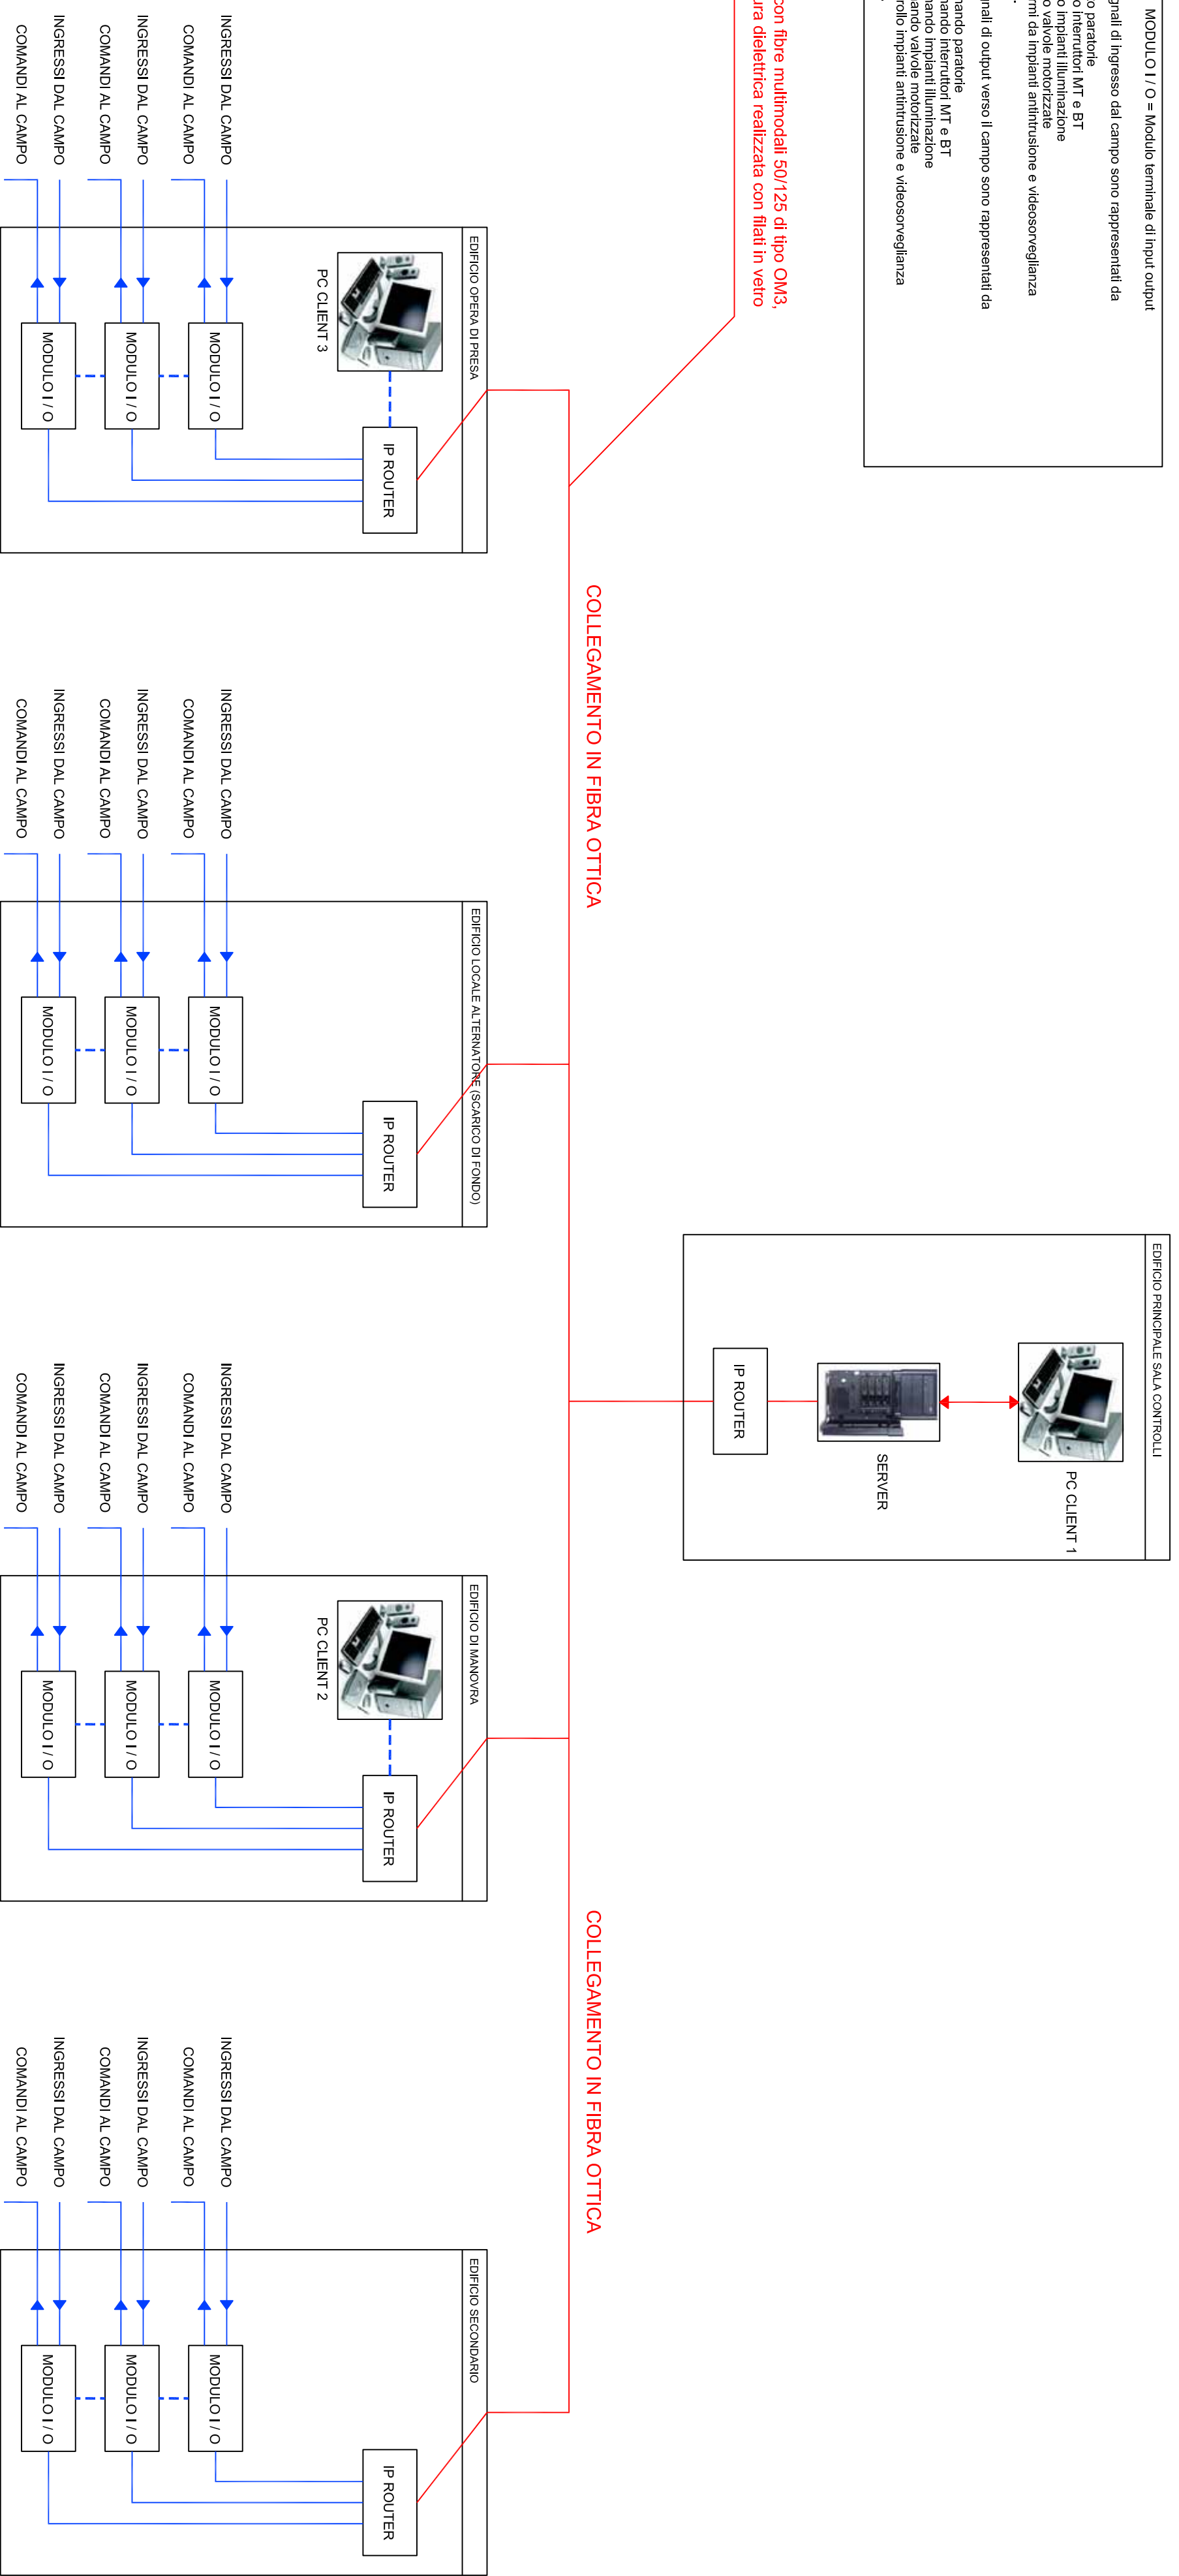 MODULO I / O = Modulo terminale di input output
di ingresso dal campo sono rappresentati da
paratorie
interruttori MT e BT
impianti illuminazione
valvole motorizzate
da impianti antintrusione e videosorveglianza
di output verso il campo sono rappresentati da
paratorie
interruttori MT e BT
impianti illuminazione
valvole motorizzate
impianti antintrusione e videosorveglianza
EDIFICIO PRINCIPALE SALA CONTROLLI
PC CLIENT 1
SERVER
IP ROUTER
con fibre multimodali 50/125 di tipo OM3,
dielettrica realizzata con filati in vetro
COLLEGAMENTO IN FIBRA OTTICA
COLLEGAMENTO IN FIBRA OTTICA
EDIFICIO OPERA DI PRESA
PC CLIENT 3
IP ROUTER
INGRESSI DAL CAMPO
COMANDI AL CAMPO
MODULO I / O
INGRESSI DAL CAMPO
COMANDI AL CAMPO
MODULO I / O
INGRESSI DAL CAMPO
COMANDI AL CAMPO
MODULO I / O
EDIFICIO LOCALE ALTERNATORE (SCARICO DI FONDO)
IP ROUTER
INGRESSI DAL CAMPO
COMANDI AL CAMPO
MODULO I / O
INGRESSI DAL CAMPO
COMANDI AL CAMPO
MODULO I / O
INGRESSI DAL CAMPO
COMANDI AL CAMPO
MODULO I / O
EDIFICIO DI MANOVRA
PC CLIENT 2
IP ROUTER
INGRESSI DAL CAMPO
COMANDI AL CAMPO
MODULO I / O
INGRESSI DAL CAMPO
COMANDI AL CAMPO
MODULO I / O
INGRESSI DAL CAMPO
COMANDI AL CAMPO
MODULO I / O
EDIFICIO SECONDARIO
IP ROUTER
INGRESSI DAL CAMPO
COMANDI AL CAMPO
MODULO I / O
INGRESSI DAL CAMPO
COMANDI AL CAMPO
MODULO I / O
INGRESSI DAL CAMPO
COMANDI AL CAMPO
MODULO I / O